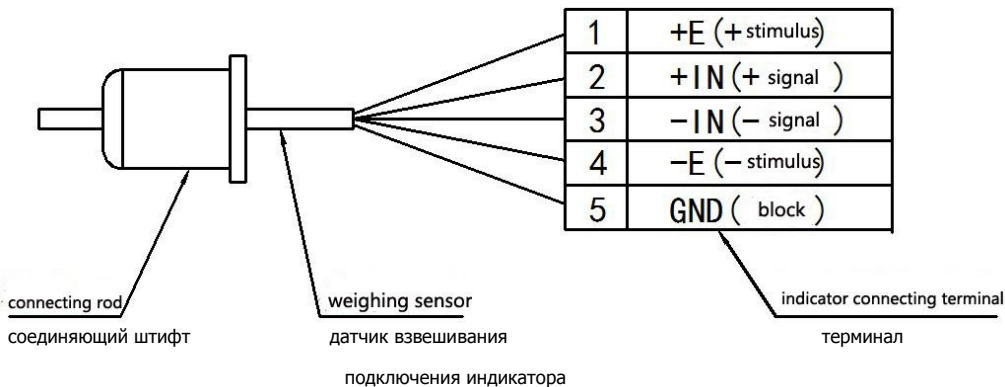 1 +E (+ stimulus)
2 +IN (+ signal )
3 -IN (- signal )
4 -E (- stimulus)
5 GND ( block )
connecting rod
weighing sensor
indicator connecting terminal
соединяющий штифт
датчик взвешивания
терминал
подключения индикатора